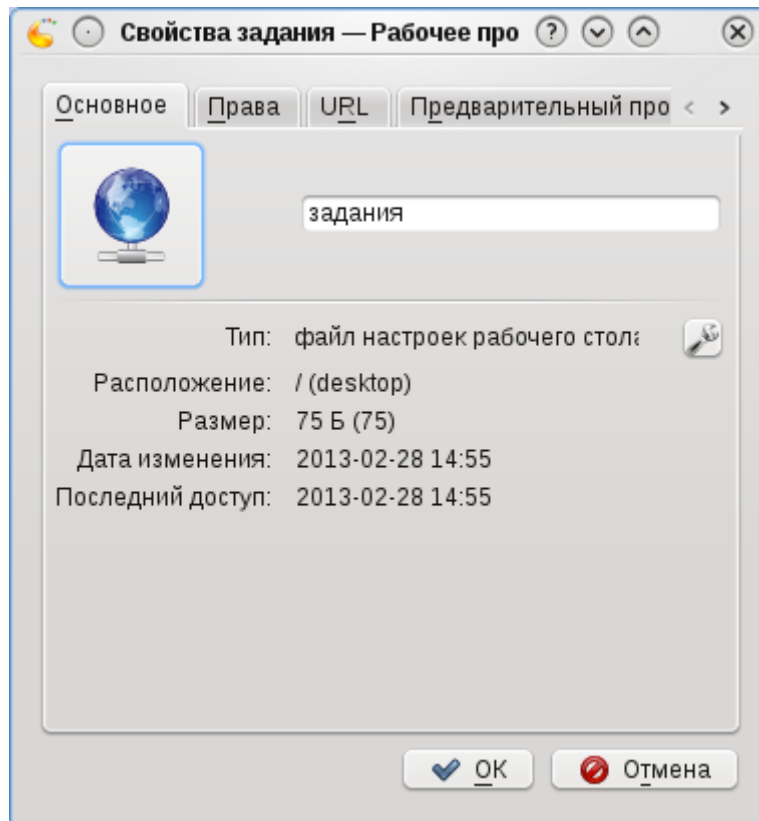 Свойства задания — Рабочее про
Основное Права URL Предварительный про
задания
Тип: файл настроек рабочего стола
Расположение: / (desktop)
Размер: 75 Б (75)
Дата изменения: 2013-02-28 14:55
Последний доступ: 2013-02-28 14:55
OK Отмена